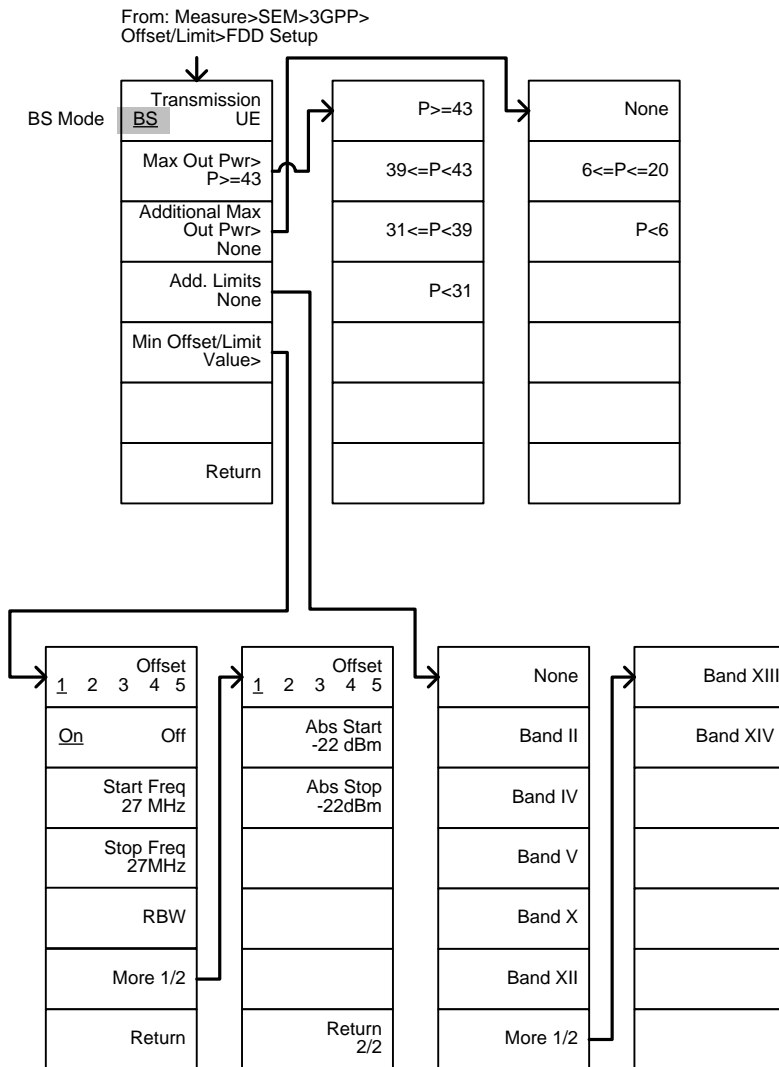 From: Measure>SEM>3GPP>
Offset/Limit>FDD Setup
BS Mode
Transmission
BS UE
Max Out Pwr>
P>=43
Additional Max
Out Pwr>
None
Add. Limits
None
Min Offset/Limit
Value>
Return
P>=43
39<=P<43
31<=P<39
P<31
None
6<=P<=20
P<6
Offset
1 2 3 4 5
On Off
Start Freq
27 MHz
Stop Freq
27MHz
RBW
More 1/2
Return
Offset
1 2 3 4 5
Abs Start
-22 dBm
Abs Stop
-22dBm
Return
2/2
None
Band II
Band IV
Band V
Band X
Band XII
More 1/2
Band XIII
Band XIV